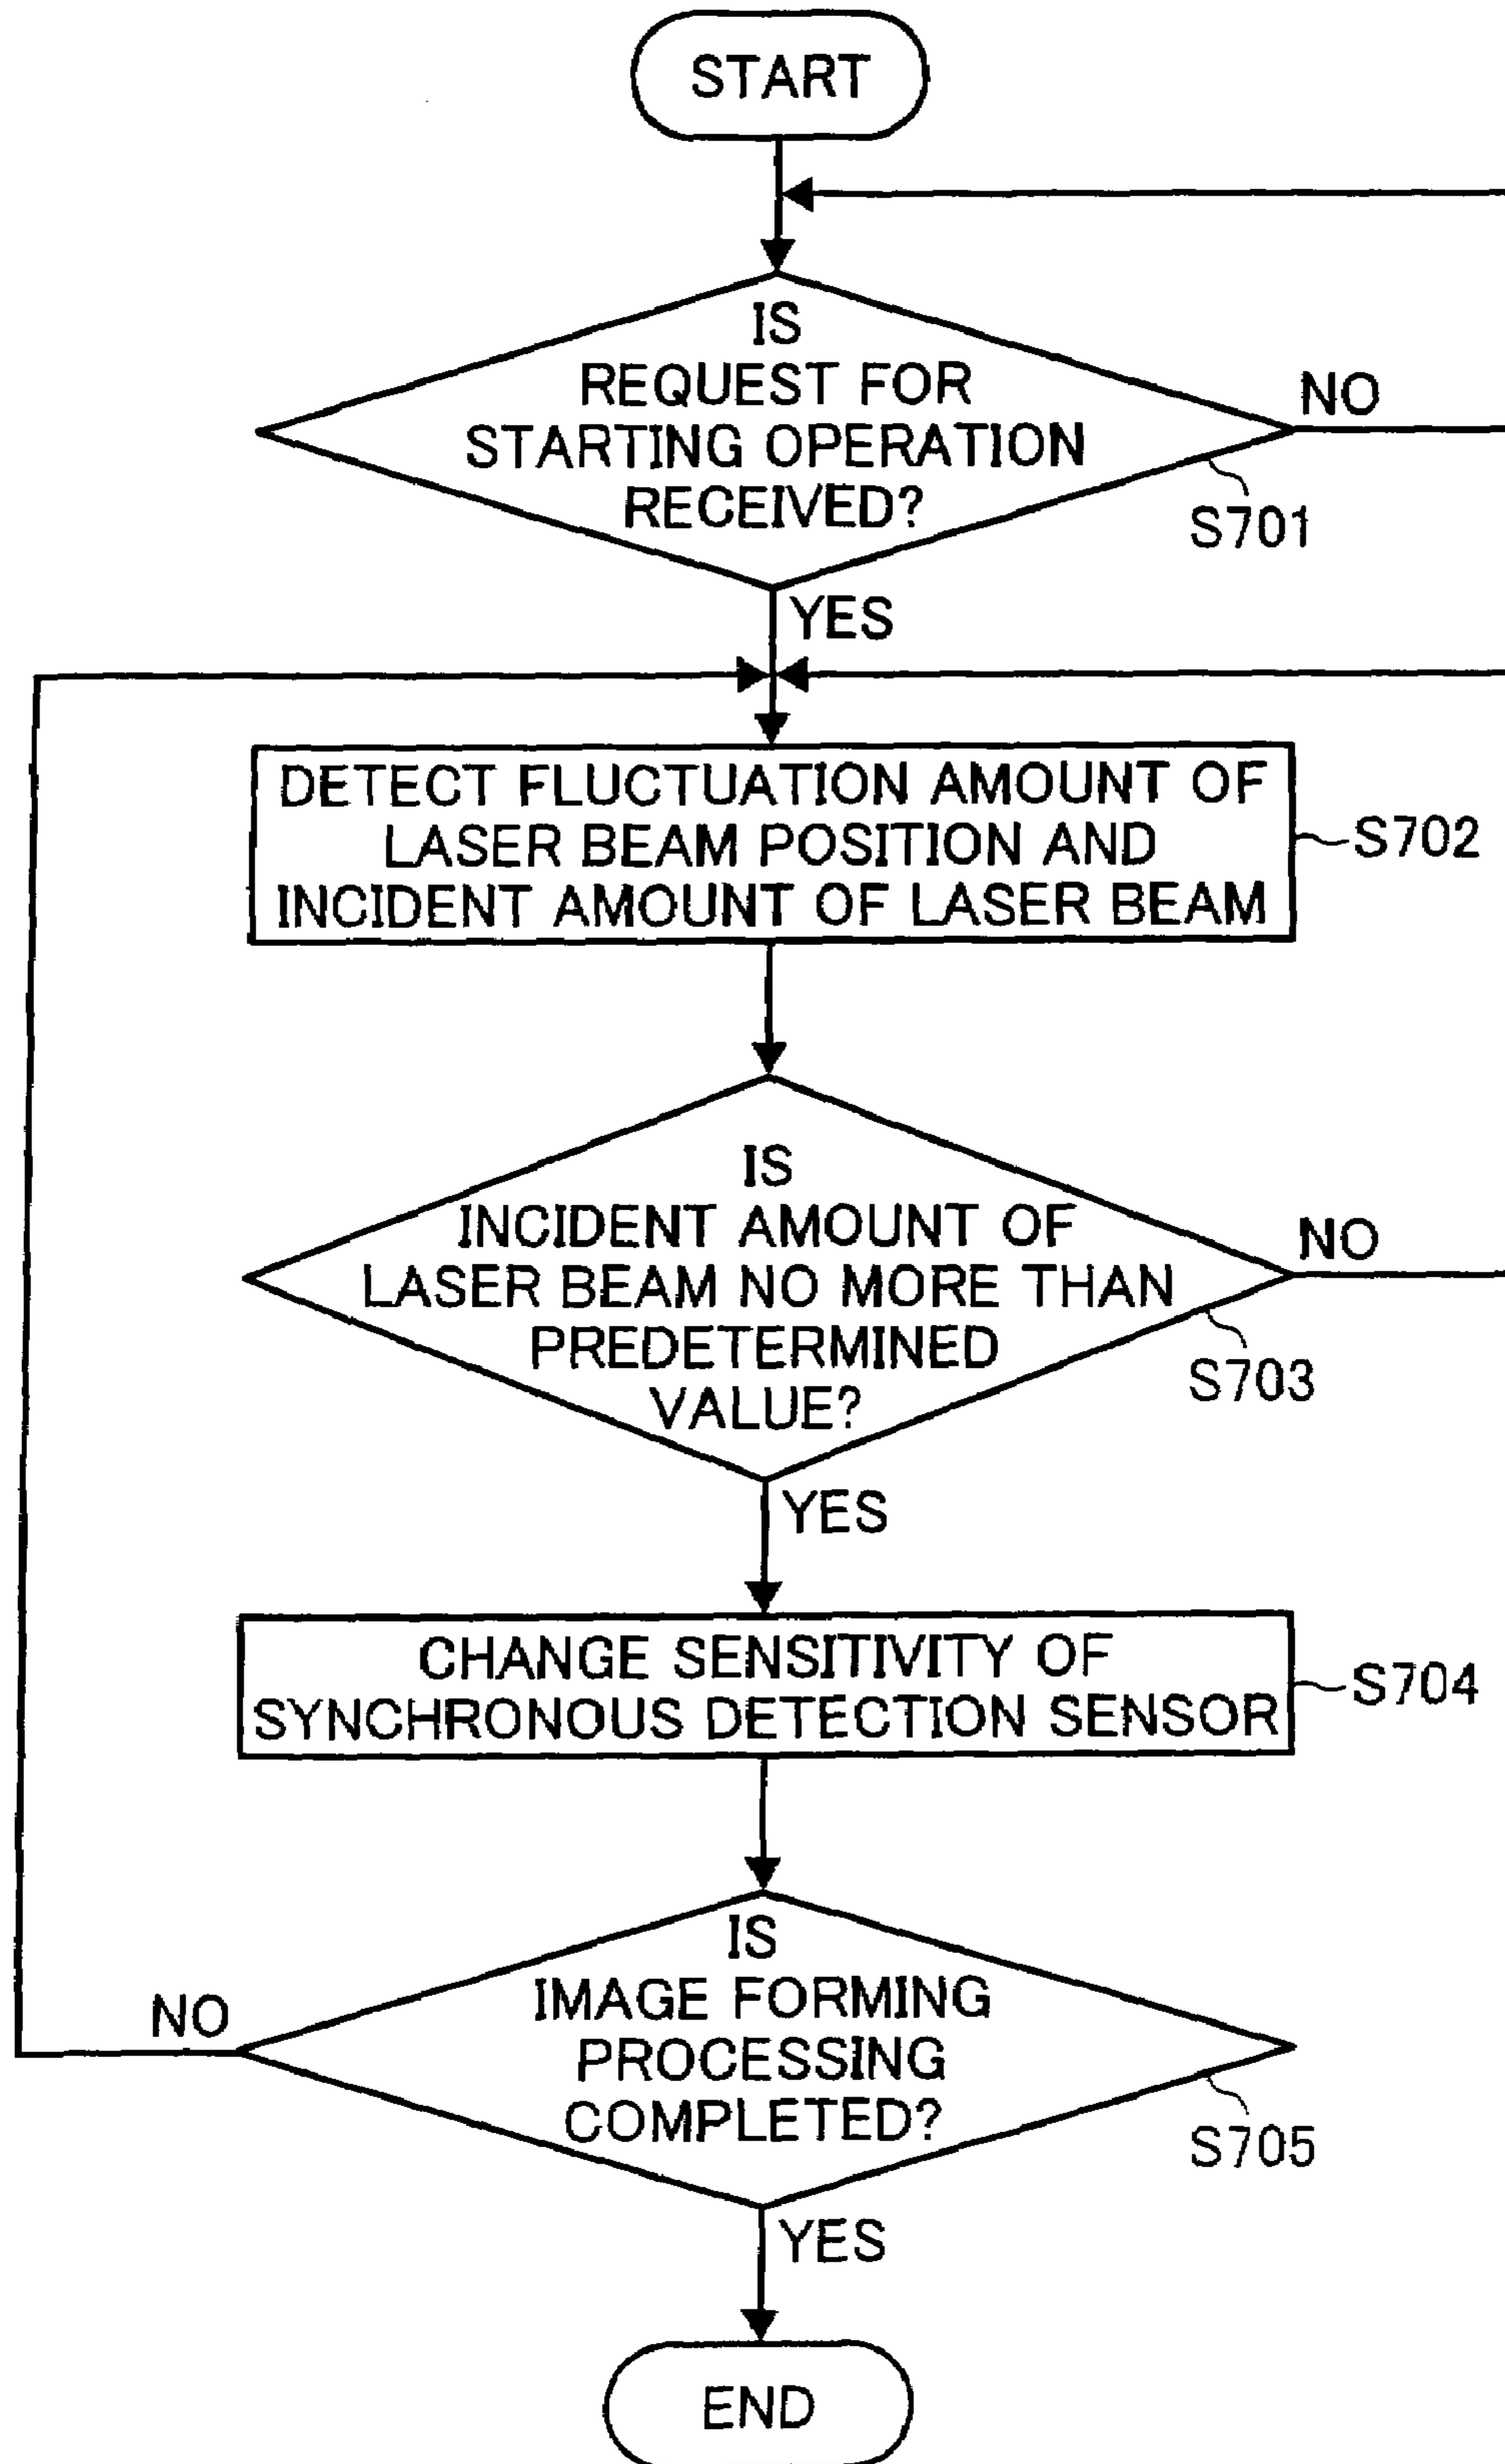 START
IS
REQUEST FOR
STARTING OPERATION
RECEIVED?
NO
S701
YES
DETECT FLUCTUATION AMOUNT OF
LASER BEAM POSITION AND
INCIDENT AMOUNT OF LASER BEAM
S702
IS
INCIDENT AMOUNT OF
LASER BEAM NO MORE THAN
PREDETERMINED
VALUE?
NO
S703
YES
CHANGE SENSITIVITY OF
SYNCHRONOUS DETECTION SENSOR
S704
IS
IMAGE FORMING
PROCESSING
COMPLETED?
NO
S705
YES
END